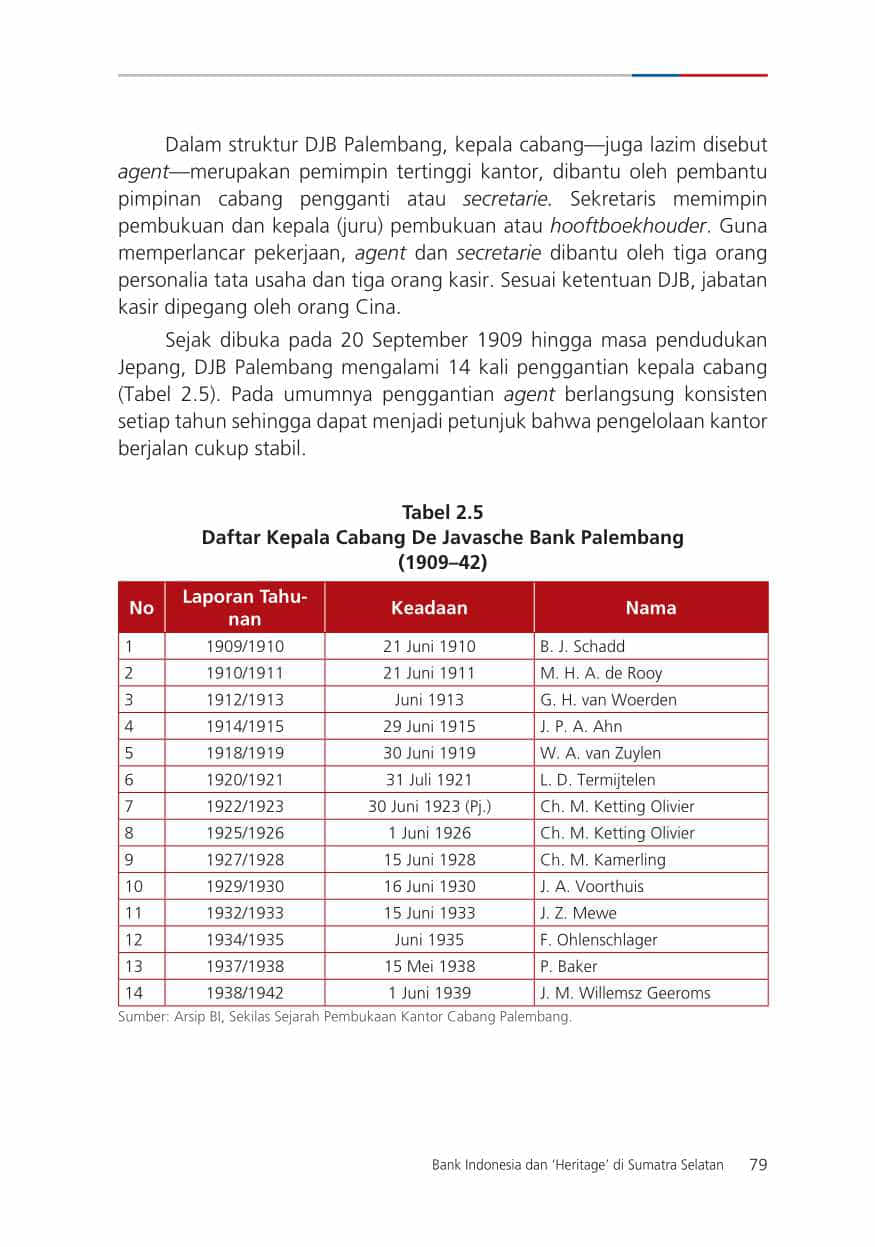 Dalam struktur DJB Palembang, kepala cabang—juga lazim disebut
agent—merupakan pemimpin tertinggi kantor, dibantu oleh pembantu
pimpinan cabang pengganti atau secretarie. Sekretaris memimpin
pembukuan dan kepala (juru) pembukuan atau hooftboekhouder. Guna
memperlancar pekerjaan, agent dan secretarie dibantu oleh tiga orang
personalia tata usaha dan tiga orang kasir. Sesuai ketentuan DJB, jabatan
kasir dipegang oleh orang Cina.
Sejak dibuka pada 20 September 1909 hingga masa pendudukan
Jepang, DJB Palembang mengalami 14 kali penggantian kepala cabang
(Tabel 2.5). Pada umumnya penggantian agent berlangsung konsisten
setiap tahun sehingga dapat menjadi petunjuk bahwa pengelolaan kantor
berjalan cukup stabil.
Tabel 2.5
Daftar Kepala Cabang De Javasche Bank Palembang
(1909–42)
No Laporan Tahu-
nan Keadaan Nama
1 1909/1910 21 Juni 1910 B. J. Schadd
2 1910/1911 21 Juni 1911 M. H. A. de Rooy
3 1912/1913 Juni 1913 G. H. van Woerden
4 1914/1915 29 Juni 1915 J. P. A. Ahn
5 1918/1919 30 Juni 1919 W. A. van Zuylen
6 1920/1921 31 Juli 1921 L. D. Termijtelen
7 1922/1923 30 Juni 1923 (Pj.) Ch. M. Ketting Olivier
8 1925/1926 1 Juni 1926 Ch. M. Ketting Olivier
9 1927/1928 15 Juni 1928 Ch. M. Kamerling
10 1929/1930 16 Juni 1930 J. A. Voorthuis
11 1932/1933 15 Juni 1933 J. Z. Mewe
12 1934/1935 Juni 1935 F. Ohlenschlager
13 1937/1938 15 Mei 1938 P. Baker
14 1938/1942 1 Juni 1939 J. M. Willemsz Geeroms
Sumber: Arsip BI, Sekilas Sejarah Pembukaan Kantor Cabang Palembang.
Bank Indonesia dan ‘Heritage’ di Sumatra Selatan 79